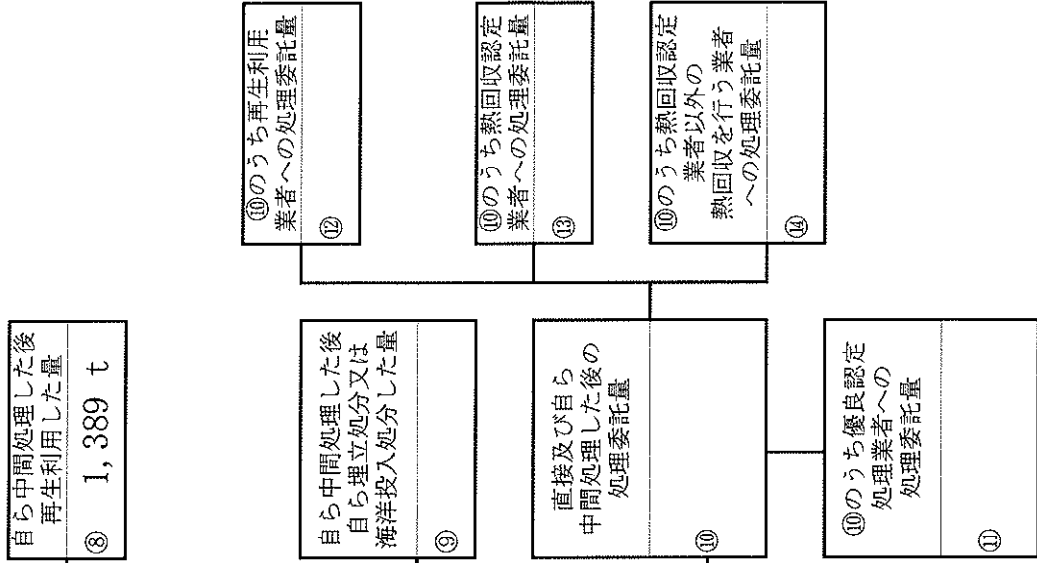 自ら中間処理した後
再生利用した量
⑧ 1,389 t
自ら中間処理した後
自ら埋立処分又は
海洋投入処分した量
⑨
直接及び自ら
中間処理した後の
処理委託量
⑩
⑩のうち優良認定
処理業者への
処理委託量
⑪
⑩のうち再生利用
業者への処理委託量
⑫
⑩のうち熱回収認定
業者への処理委託量
⑬
⑩のうち熱回収認定
業者以外の
熱回収を行う業者
への処理委託量
⑭